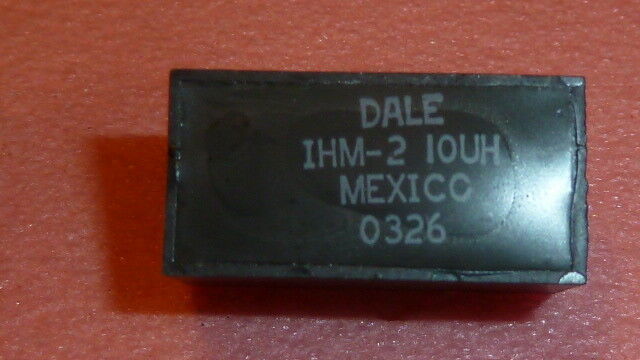 DALE
IHM-2 10UH
MEXICO
0326